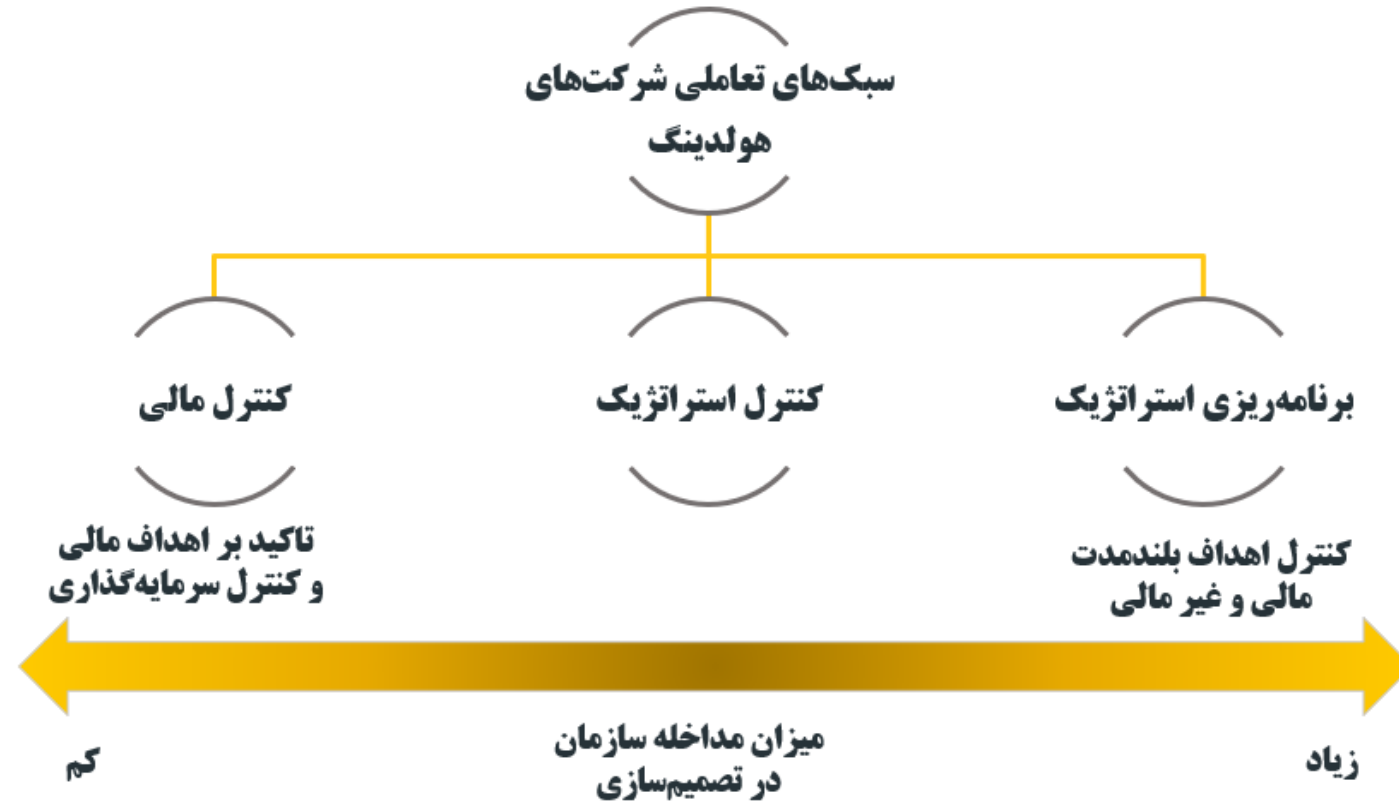 سبک‌های تعاملی شرکت‌های
هولدینگ
برنامه‌ریزی استراتژیک
کنترل استراتژیک
کنترل مالی
کنترل اهداف بلندمدت
مالی و غیر مالی
تاکید بر اهداف مالی
و کنترل سرمایه‌گذاری
زیاد
میزان مداخله سازمان
در تصمیم‌سازی
کم